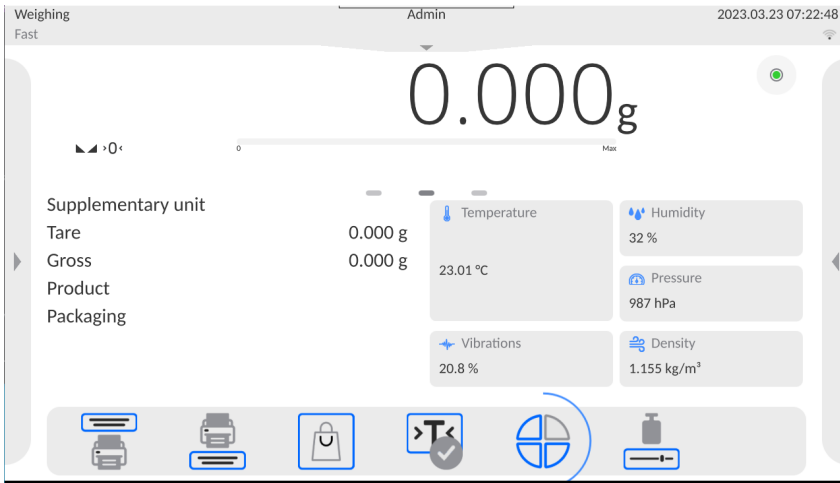 Weighing
Admin
2023.03.23 07:22:48
Fast
0.000g
›0‹
0
Max
Supplementary unit
Tare 0.000 g
Gross 0.000 g
Product
Packaging
Temperature
23.01 °C
Humidity
32 %
Pressure
987 hPa
Vibrations
20.8 %
Density
1.155 kg/m³
›T‹